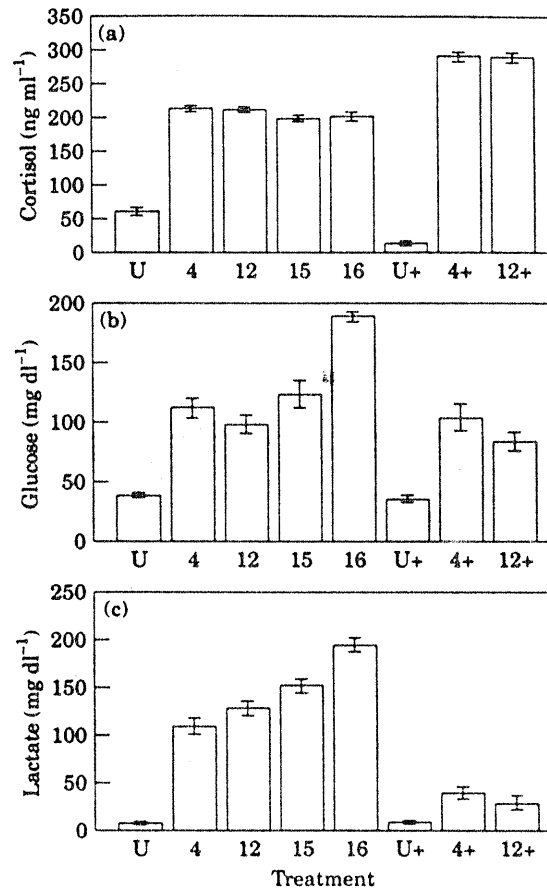 (a)
Cortisol (ng ml⁻¹)
350
300
250
200
150
100
50
0
U 4 12 15 16 U+ 4+ 12+
(b)
Glucose (mg dl⁻¹)
200
150
100
50
0
U 4 12 15 16 U+ 4+ 12+
(c)
Lactate (mg dl⁻¹)
250
200
150
100
50
0
U 4 12 15 16 U+ 4+ 12+
Treatment